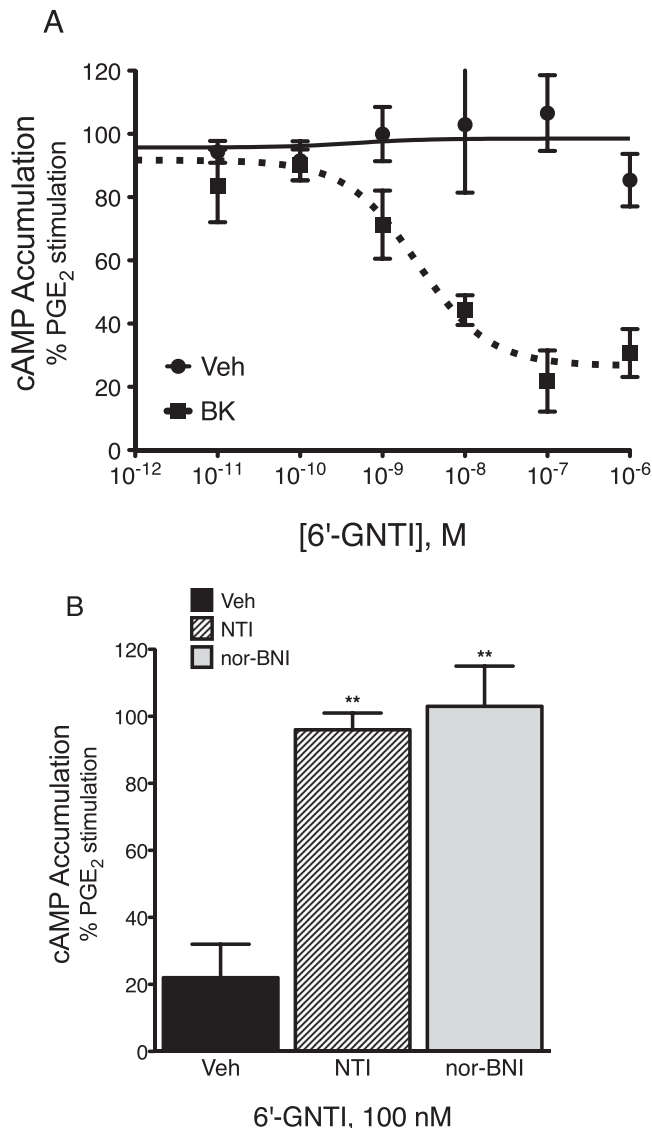 A
cAMP Accumulation
% PGE2 stimulation
120
100
80
60
40
20
0
Veh
BK
10-12 10-11 10-10 10-9 10-8 10-7 10-6
[6'-GNTI], M
B
Veh
NTI
nor-BNI
cAMP Accumulation
% PGE2 stimulation
120
100
80
60
40
20
0
** **
Veh NTI nor-BNI
6'-GNTI, 100 nM